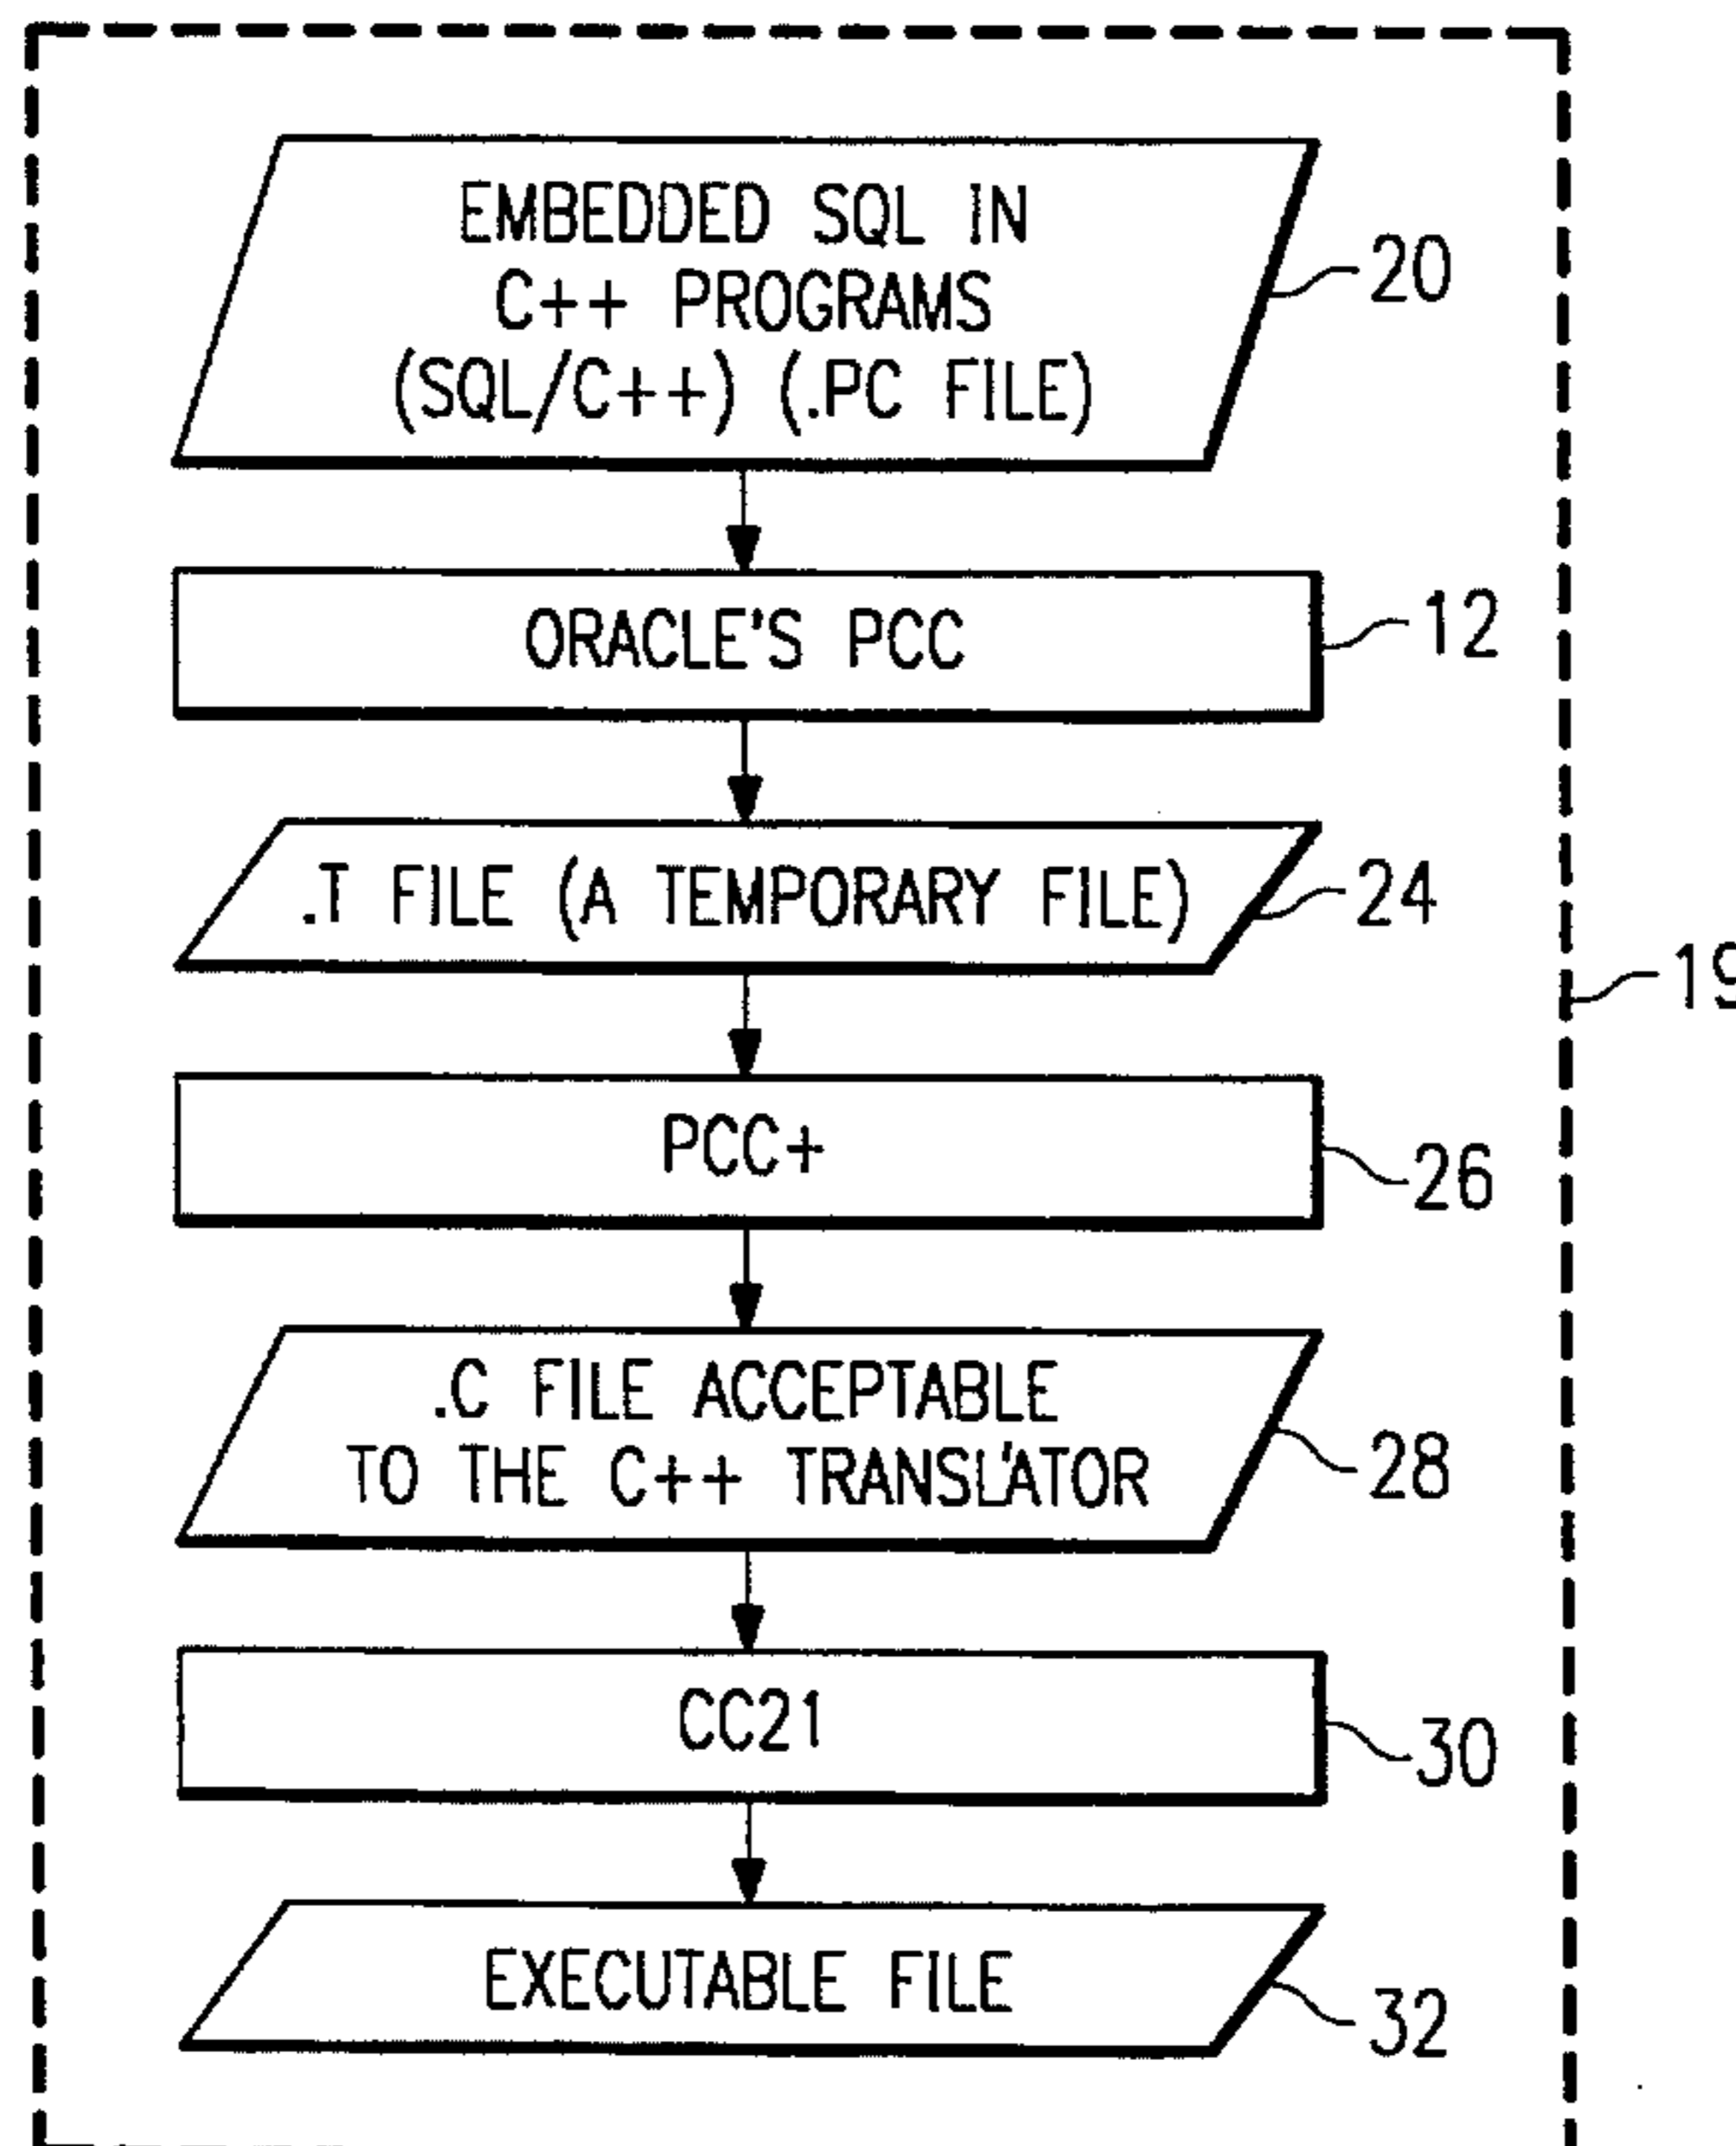 EMBEDDED SQL IN
C++ PROGRAMS
(SQL/C++) (.PC FILE)
20
ORACLE'S PCC
12
.T FILE (A TEMPORARY FILE)
24
19
PCC+
26
.C FILE ACCEPTABLE
TO THE C++ TRANSLATOR
28
CC21
30
EXECUTABLE FILE
32